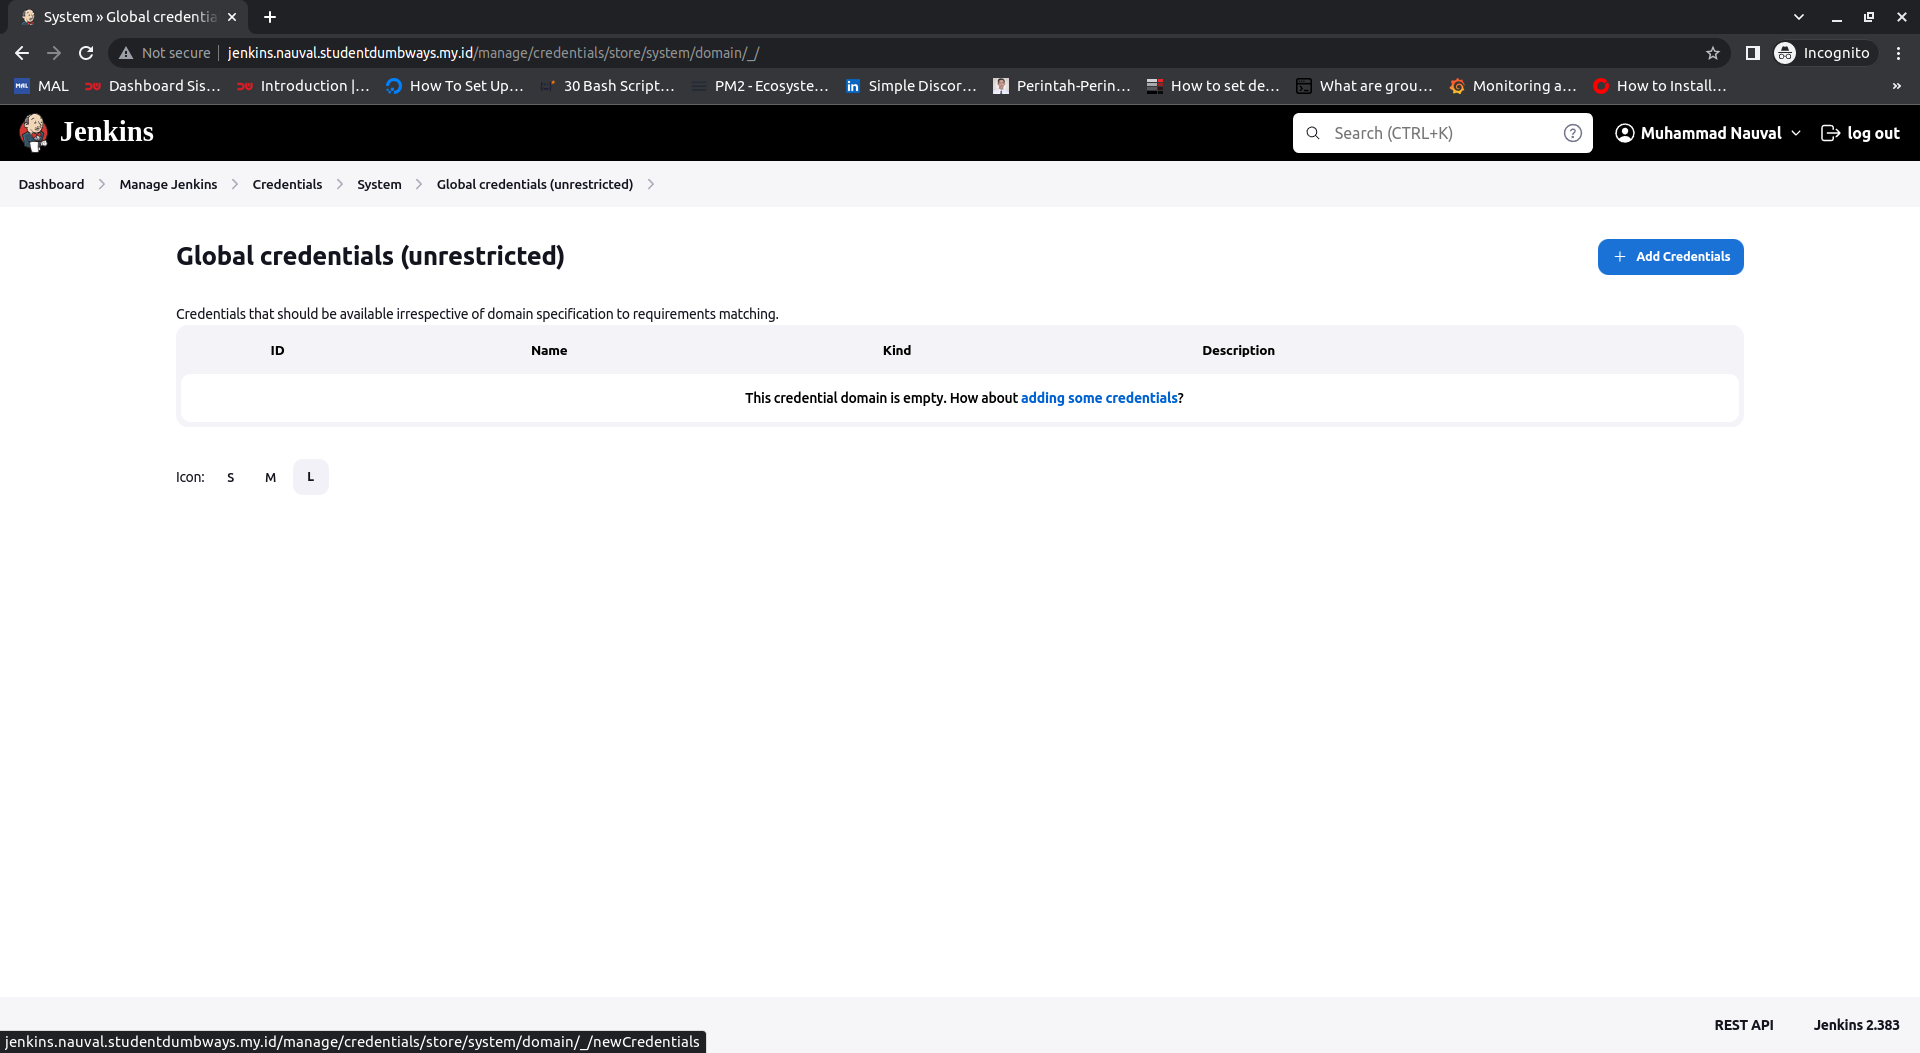 System » Global credentia
Not secure
jenkins.nauval.studentdumbways.my.id/manage/credentials/store/system/domain/_/
Incognito
MAL
Dashboard Sis…
Introduction |…
How To Set Up…
30 Bash Script…
PM2 - Ecosyste…
Simple Discor…
Perintah-Perin…
How to set de…
What are grou…
Monitoring a…
How to Install…
»
Jenkins
Search (CTRL+K)
Muhammad Nauval
log out
Dashboard
Manage Jenkins
Credentials
System
Global credentials (unrestricted)
Global credentials (unrestricted)
+ Add Credentials
Credentials that should be available irrespective of domain specification to requirements matching.
ID Name Kind Description
This credential domain is empty. How about adding some credentials?
Icon: S M L
REST API
Jenkins 2.383
jenkins.nauval.studentdumbways.my.id/manage/credentials/store/system/domain/_/newCredentials